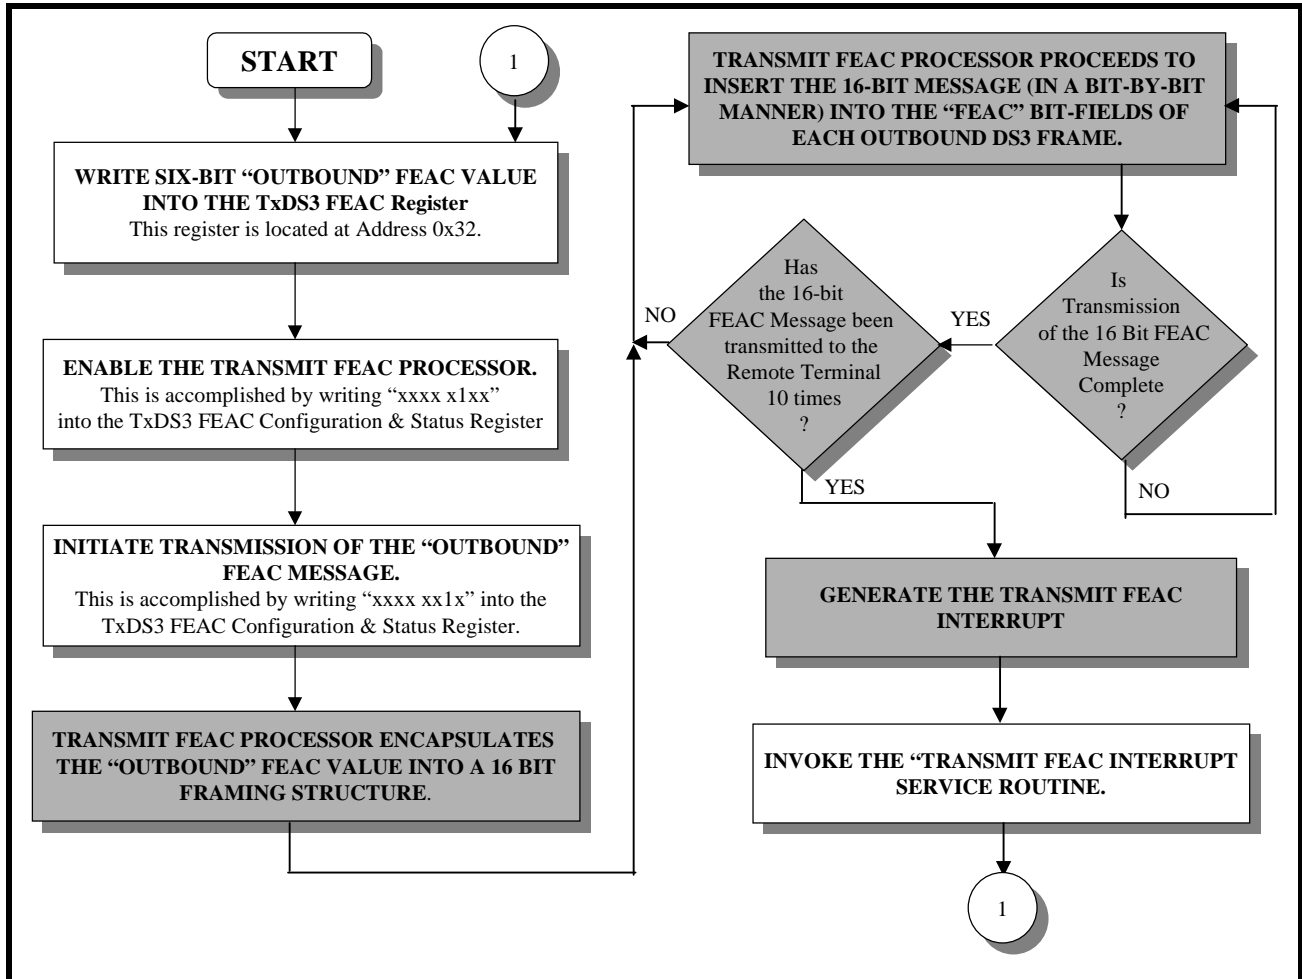 START
1
WRITE SIX-BIT “OUTBOUND” FEAC VALUE
INTO THE TxDS3 FEAC Register
This register is located at Address 0x32.
ENABLE THE TRANSMIT FEAC PROCESSOR.
This is accomplished by writing “xxxx x1xx”
into the TxDS3 FEAC Configuration & Status Register
INITIATE TRANSMISSION OF THE “OUTBOUND”
FEAC MESSAGE.
This is accomplished by writing “xxxx xx1x” into the
TxDS3 FEAC Configuration & Status Register.
TRANSMIT FEAC PROCESSOR ENCAPSULATES
THE “OUTBOUND” FEAC VALUE INTO A 16 BIT
FRAMING STRUCTURE.
TRANSMIT FEAC PROCESSOR PROCEEDS TO
INSERT THE 16-BIT MESSAGE (IN A BIT-BY-BIT
MANNER) INTO THE “FEAC” BIT-FIELDS OF
EACH OUTBOUND DS3 FRAME.
Is
Transmission
of the 16 Bit FEAC
Message
Complete
?
YES
NO
Has
the 16-bit
FEAC Message been
transmitted to the
Remote Terminal
10 times
?
NO
YES
GENERATE THE TRANSMIT FEAC
INTERRUPT
INVOKE THE “TRANSMIT FEAC INTERRUPT
SERVICE ROUTINE.
1